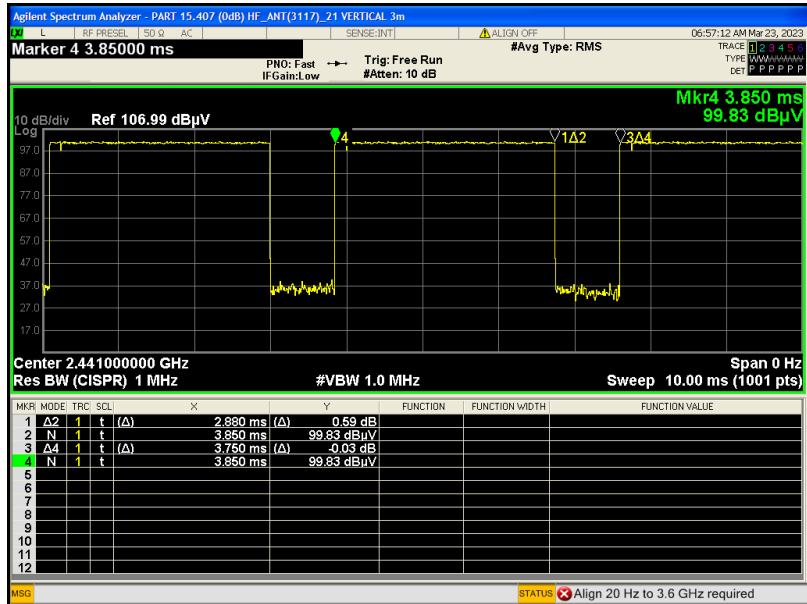 Agilent Spectrum Analyzer - PART 15.407 (0dB) HF_ANT(3117)_21 VERTICAL 3m
LXI L RF PRESEL 50 Ω AC SENSE:INT ALIGN OFF 06:57:12 AM Mar 23, 2023
Marker 4 3.85000 ms #Avg Type: RMS TRACE 1 2 3 4 5 6
PNO: Fast Trig: Free Run TYPE WWWWWW
IFGain:Low #Atten: 10 dB DET P P P P P P
Mkr4 3.850 ms
10 dB/div Ref 106.99 dBµV 99.83 dBµV
Log
4 1Δ2 3Δ4
97.0
87.0
77.0
67.0
57.0
47.0
37.0
27.0
17.0
Center 2.441000000 GHz Span 0 Hz
Res BW (CISPR) 1 MHz #VBW 1.0 MHz Sweep 10.00 ms (1001 pts)
MKR MODE TRC SCL X Y FUNCTION FUNCTION WIDTH FUNCTION VALUE
1 Δ2 1 t (Δ) 2.880 ms (Δ) 0.59 dB
2 N 1 t 3.850 ms 99.83 dBµV
3 Δ4 1 t (Δ) 3.750 ms (Δ) -0.03 dB
4 N 1 t 3.850 ms 99.83 dBµV
5
6
7
8
9
10
11
12
MSG STATUS Align 20 Hz to 3.6 GHz required